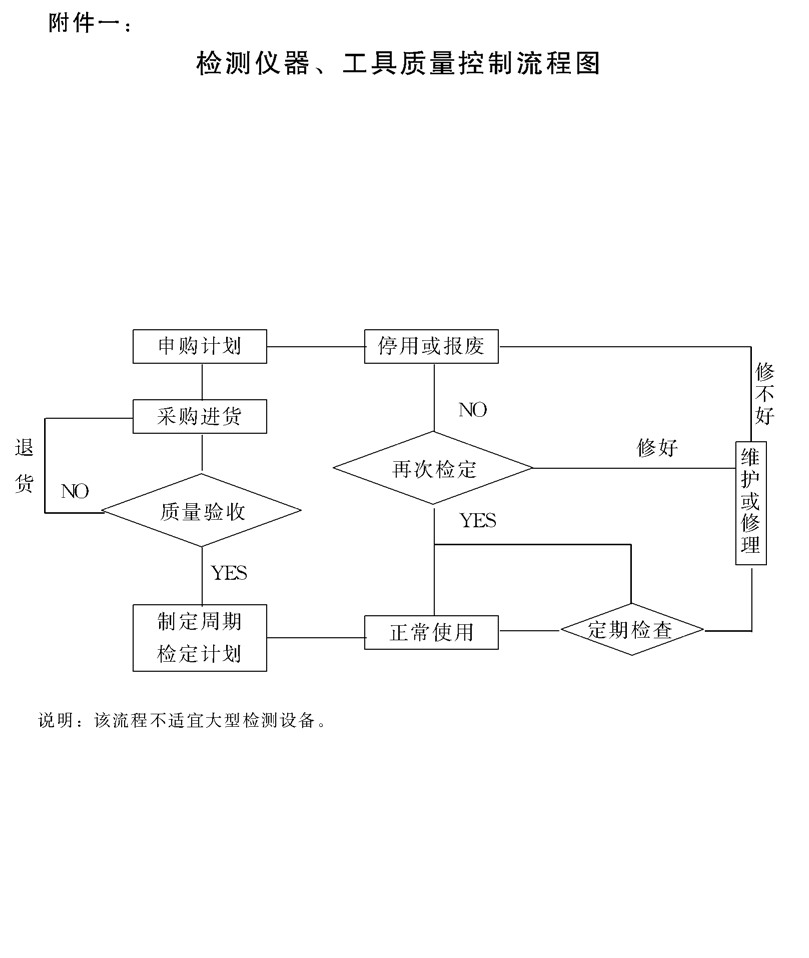 附件一：
检测仪器、工具质量控制流程图
申购计划
停用或报废
修不好
采购进货
NO
退货
NO
质量验收
再次检定
修好
维护或修理
YES
YES
制定周期
检定计划
正常使用
定期检查
说明：该流程不适宜大型检测设备。